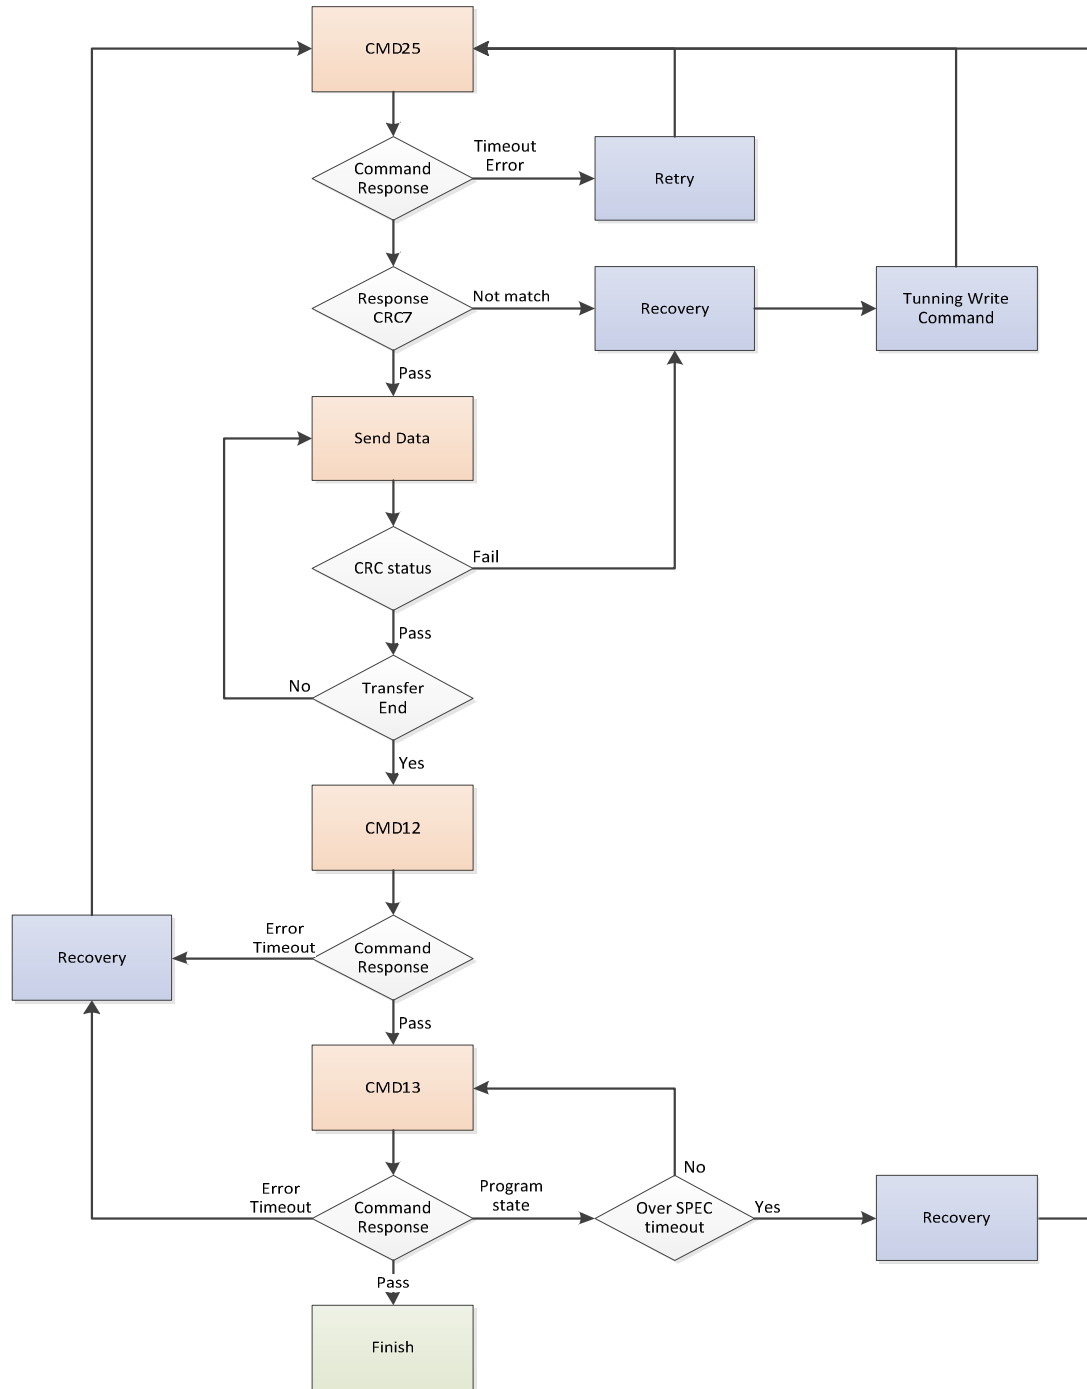 CMD25
Timeout
Error
Command
Response
Retry
Response
CRC7
Not match
Recovery
Tunning Write
Command
Pass
Send Data
CRC status
Fail
Pass
No
Transfer
End
Yes
CMD12
Error
Timeout
Command
Response
Recovery
Pass
CMD13
No
Error
Timeout
Command
Response
Program
state
Over SPEC
timeout
Yes
Recovery
Pass
Finish